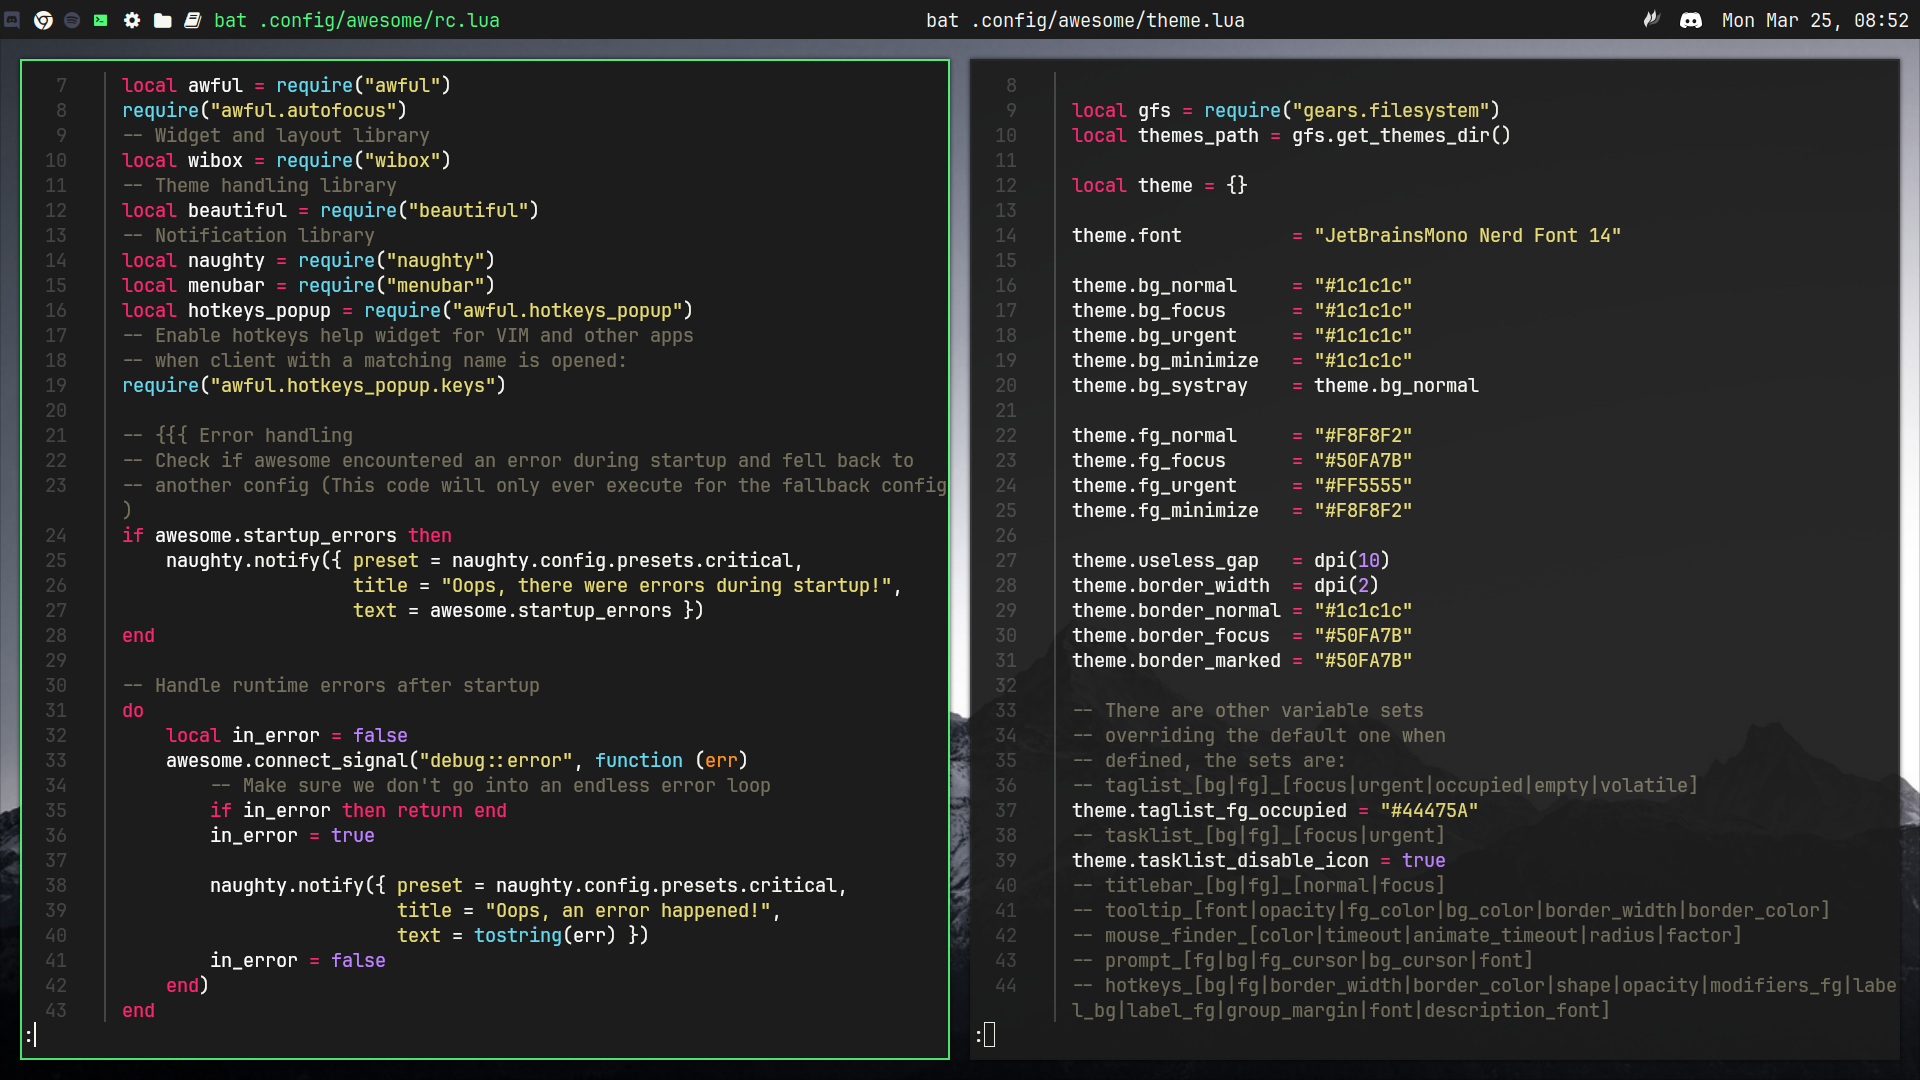 bat .config/awesome/rc.lua
bat .config/awesome/theme.lua
Mon Mar 25, 08:52
7 local awful = require("awful")
8 require("awful.autofocus")
9 -- Widget and layout library
10 local wibox = require("wibox")
11 -- Theme handling library
12 local beautiful = require("beautiful")
13 -- Notification library
14 local naughty = require("naughty")
15 local menubar = require("menubar")
16 local hotkeys_popup = require("awful.hotkeys_popup")
17 -- Enable hotkeys help widget for VIM and other apps
18 -- when client with a matching name is opened:
19 require("awful.hotkeys_popup.keys")
20
21 -- {{{ Error handling
22 -- Check if awesome encountered an error during startup and fell back to
23 -- another config (This code will only ever execute for the fallback config
)
24 if awesome.startup_errors then
25     naughty.notify({ preset = naughty.config.presets.critical,
26                      title = "Oops, there were errors during startup!",
27                      text = awesome.startup_errors })
28 end
29
30 -- Handle runtime errors after startup
31 do
32     local in_error = false
33     awesome.connect_signal("debug::error", function (err)
34         -- Make sure we don't go into an endless error loop
35         if in_error then return end
36         in_error = true
37
38         naughty.notify({ preset = naughty.config.presets.critical,
39                          title = "Oops, an error happened!",
40                          text = tostring(err) })
41         in_error = false
42     end)
43 end
:
8
9 local gfs = require("gears.filesystem")
10 local themes_path = gfs.get_themes_dir()
11
12 local theme = {}
13
14 theme.font          = "JetBrainsMono Nerd Font 14"
15
16 theme.bg_normal     = "#1c1c1c"
17 theme.bg_focus      = "#1c1c1c"
18 theme.bg_urgent     = "#1c1c1c"
19 theme.bg_minimize   = "#1c1c1c"
20 theme.bg_systray    = theme.bg_normal
21
22 theme.fg_normal     = "#F8F8F2"
23 theme.fg_focus      = "#50FA7B"
24 theme.fg_urgent     = "#FF5555"
25 theme.fg_minimize   = "#F8F8F2"
26
27 theme.useless_gap   = dpi(10)
28 theme.border_width  = dpi(2)
29 theme.border_normal = "#1c1c1c"
30 theme.border_focus  = "#50FA7B"
31 theme.border_marked = "#50FA7B"
32
33 -- There are other variable sets
34 -- overriding the default one when
35 -- defined, the sets are:
36 -- taglist_[bg|fg]_[focus|urgent|occupied|empty|volatile]
37 theme.taglist_fg_occupied = "#44475A"
38 -- tasklist_[bg|fg]_[focus|urgent]
39 theme.tasklist_disable_icon = true
40 -- titlebar_[bg|fg]_[normal|focus]
41 -- tooltip_[font|opacity|fg_color|bg_color|border_width|border_color]
42 -- mouse_finder_[color|timeout|animate_timeout|radius|factor]
43 -- prompt_[fg|bg|fg_cursor|bg_cursor|font]
44 -- hotkeys_[bg|fg|border_width|border_color|shape|opacity|modifiers_fg|labe
l_bg|label_fg|group_margin|font|description_font]
: